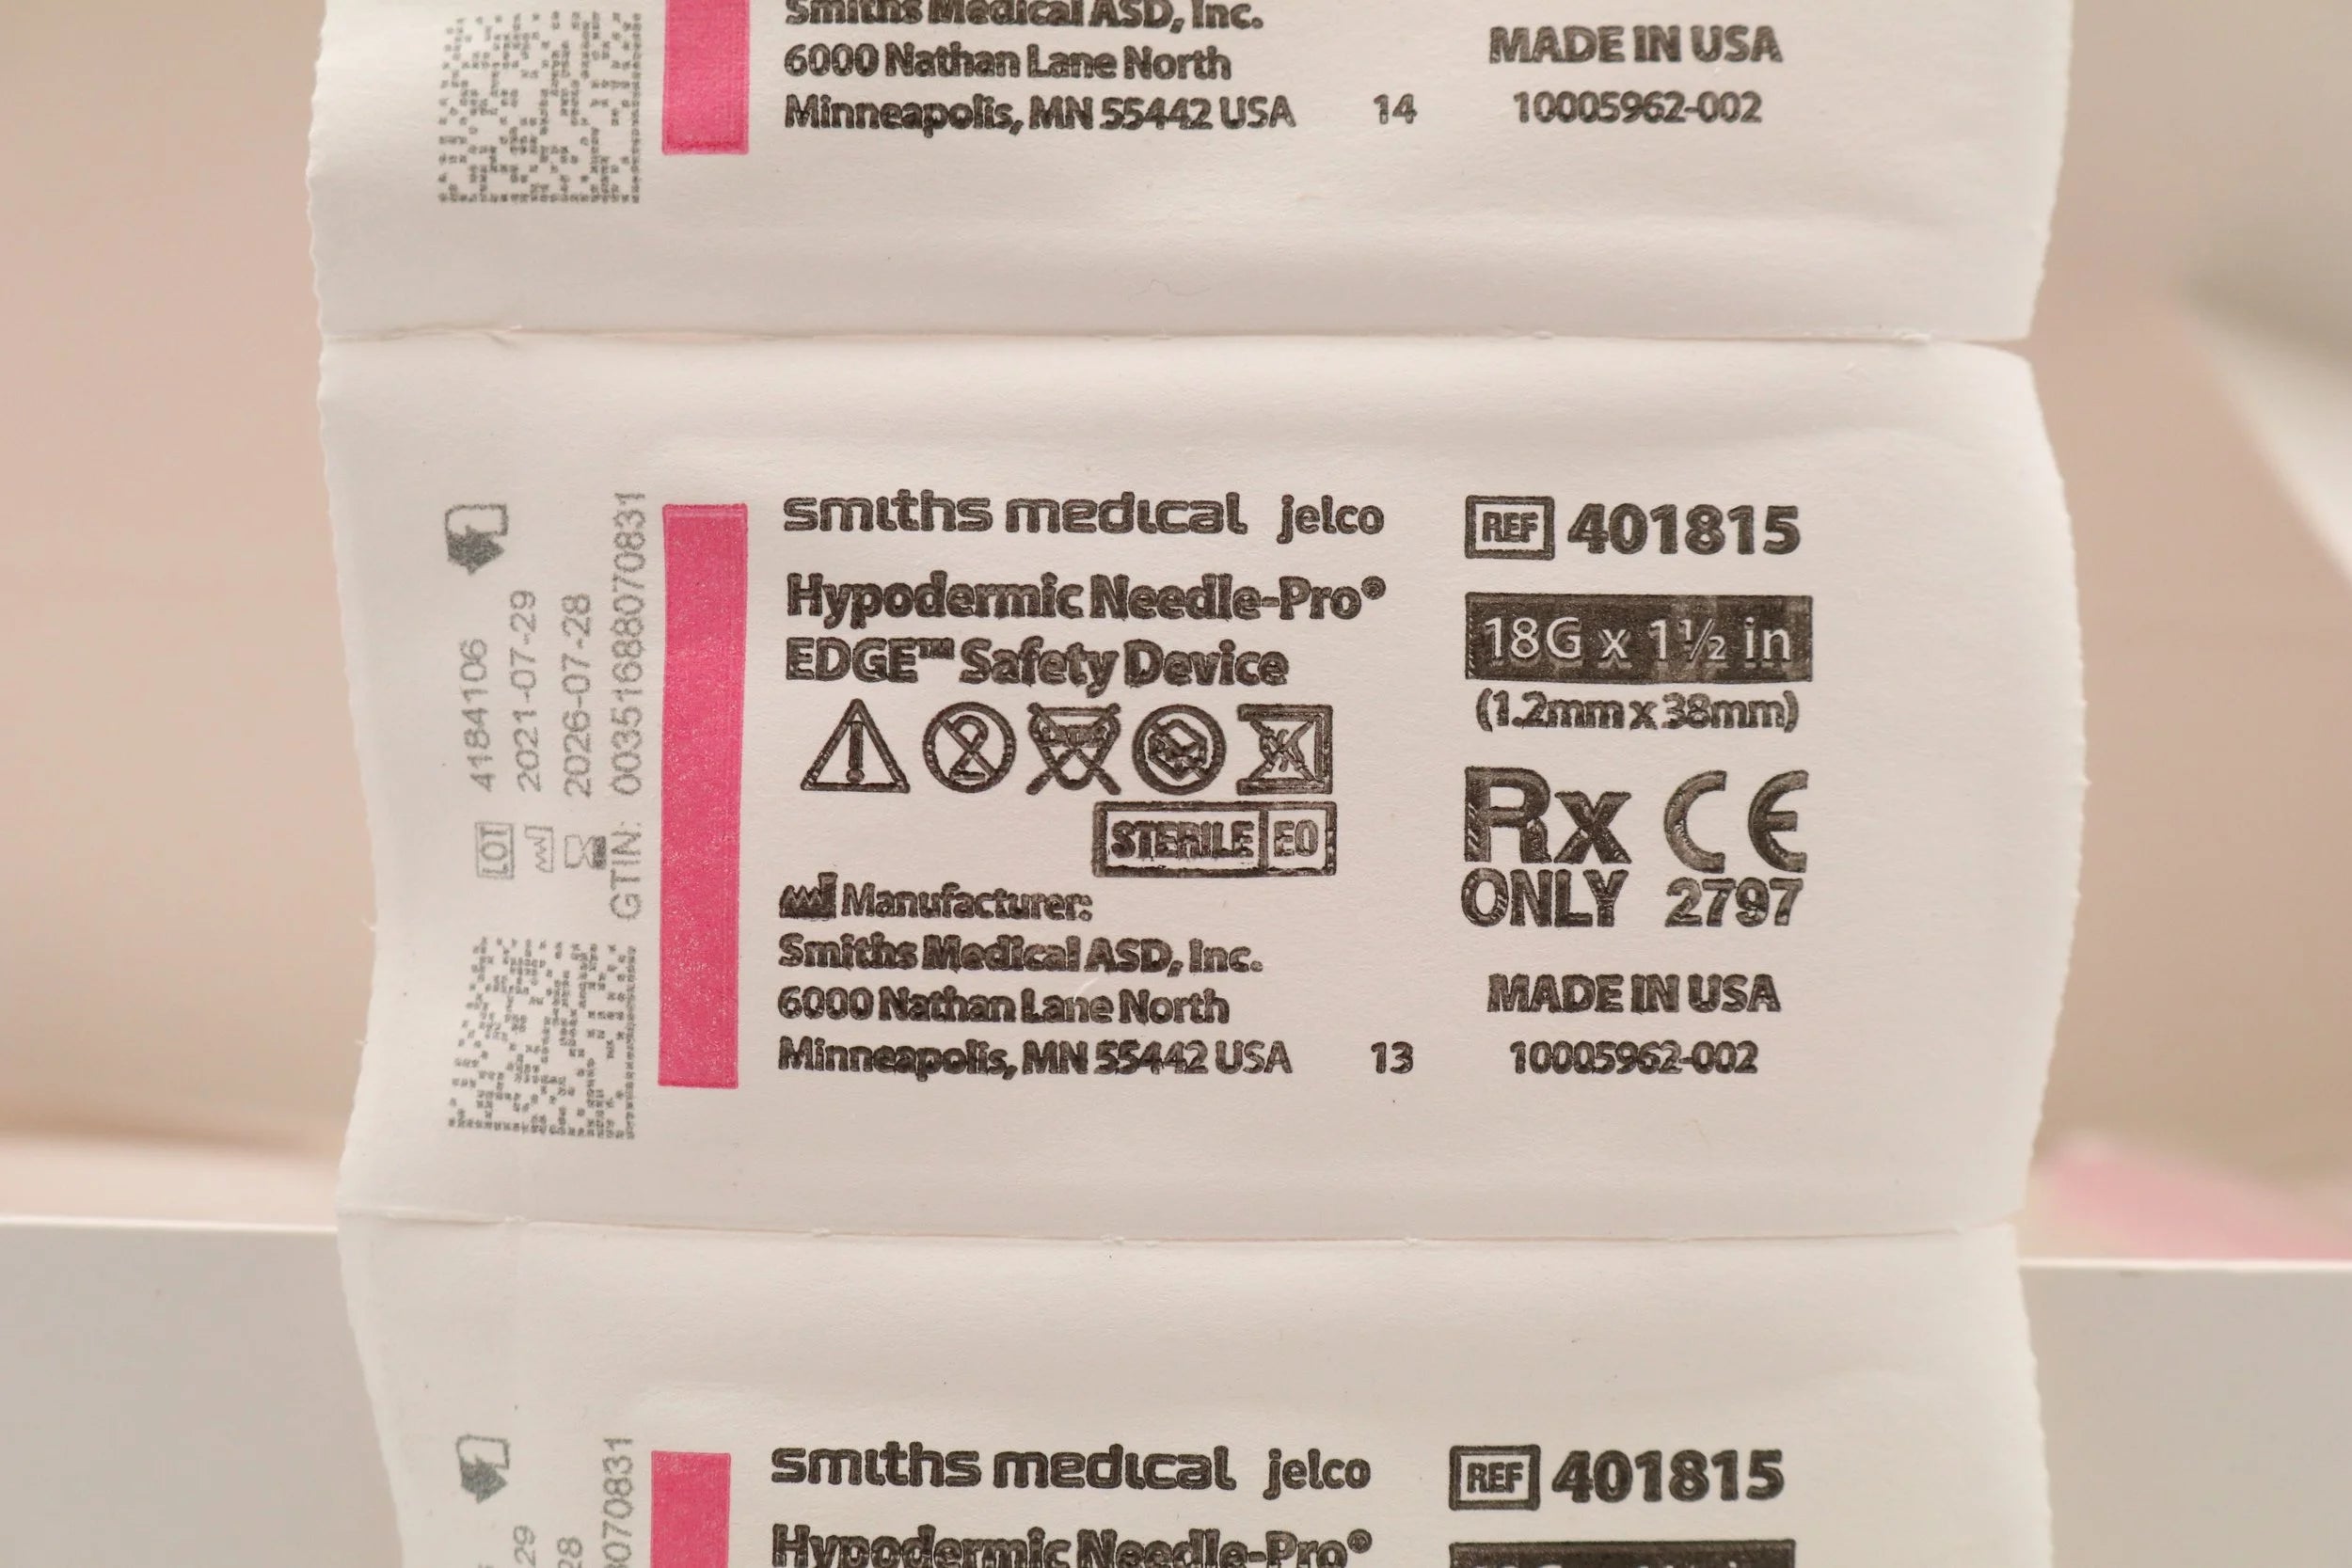 Smiths Medical ASD, Inc.
6000 Nathan Lane North
Minneapolis, MN 55442 USA
14
MADE IN USA
10005962-002
LOT 4184106
2021-07-29
2026-07-28
GTIN: 00351688070831
smiths medical jelco
Hypodermic Needle-Pro®
EDGE™ Safety Device
2
STERILE EO
Manufacturer:
Smiths Medical ASD, Inc.
6000 Nathan Lane North
Minneapolis, MN 55442 USA
13
REF 401815
18G x 1½ in
(1.2mm x 38mm)
Rx CE
ONLY 2797
MADE IN USA
10005962-002
29
28
070831
smiths medical jelco
Hypodermic Needle-Pro®
REF 401815